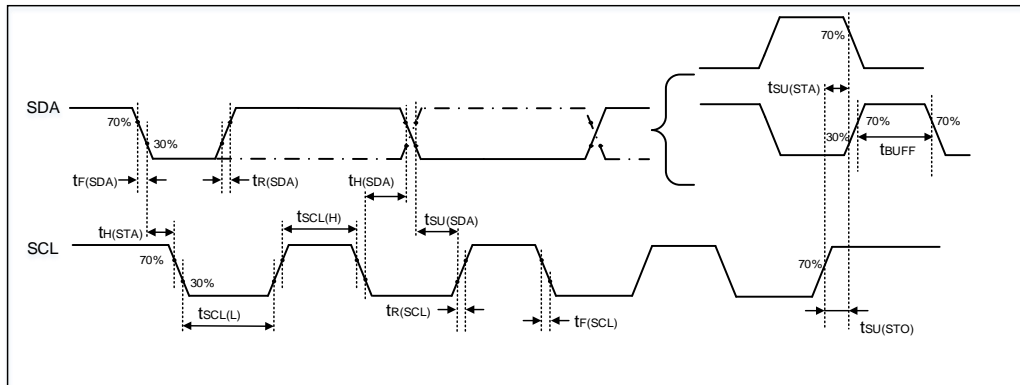 70%
tSU(STA)
SDA
70%
30%
30%
70%
70%
tBUFF
tF(SDA)
tR(SDA)
tH(SDA)
tH(STA)
tSCL(H)
tSU(SDA)
SCL
70%
30%
70%
tSCL(L)
tR(SCL)
tF(SCL)
tSU(STO)